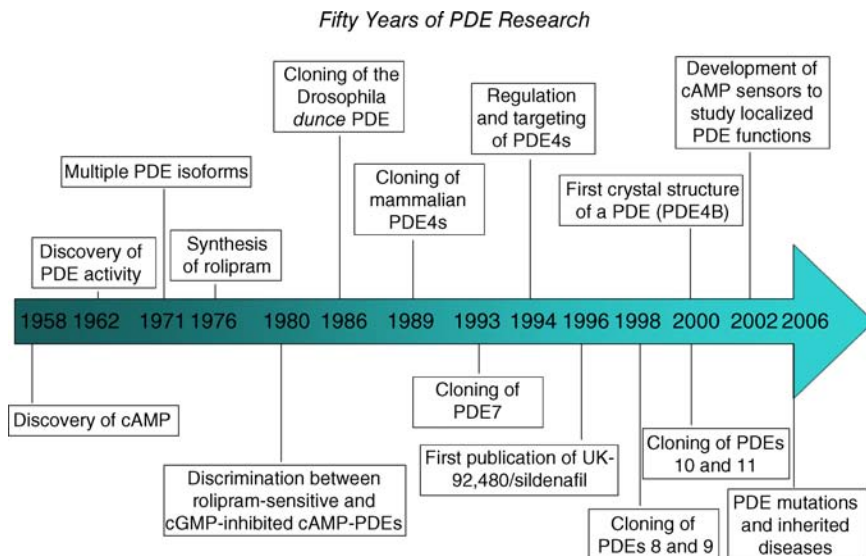 Fifty Years of PDE Research
Cloning of the
Drosophila
dunce PDE
Development of
cAMP sensors to
study localized
PDE functions
Regulation
and targeting
of PDE4s
Multiple PDE isoforms
Cloning of
mammalian
PDE4s
First crystal structure
of a PDE (PDE4B)
Discovery of
PDE activity
Synthesis
of rolipram
1958 1962 1971 1976 1980 1986 1989 1993 1994 1996 1998 2000 2002 2006
Discovery of cAMP
Cloning of
PDE7
Discrimination between
rolipram-sensitive and
cGMP-inhibited cAMP-PDEs
First publication of UK-
92,480/sildenafil
Cloning of PDEs
10 and 11
Cloning of
PDEs 8 and 9
PDE mutations
and inherited
diseases